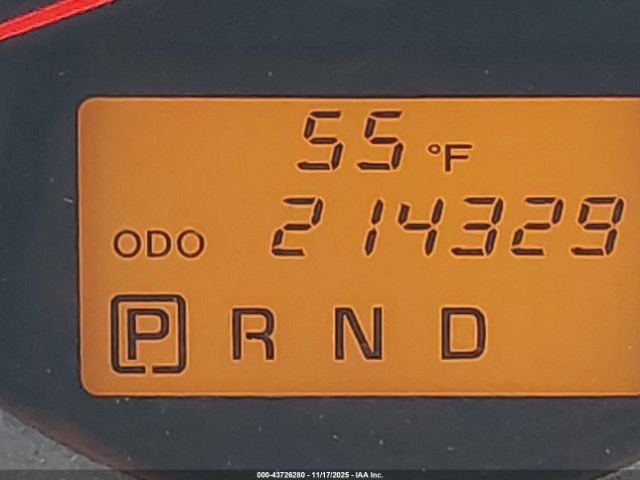 55 °F
ODO 214329
P R N D
000-43726280 - 11/17/2025 - IAA Inc.